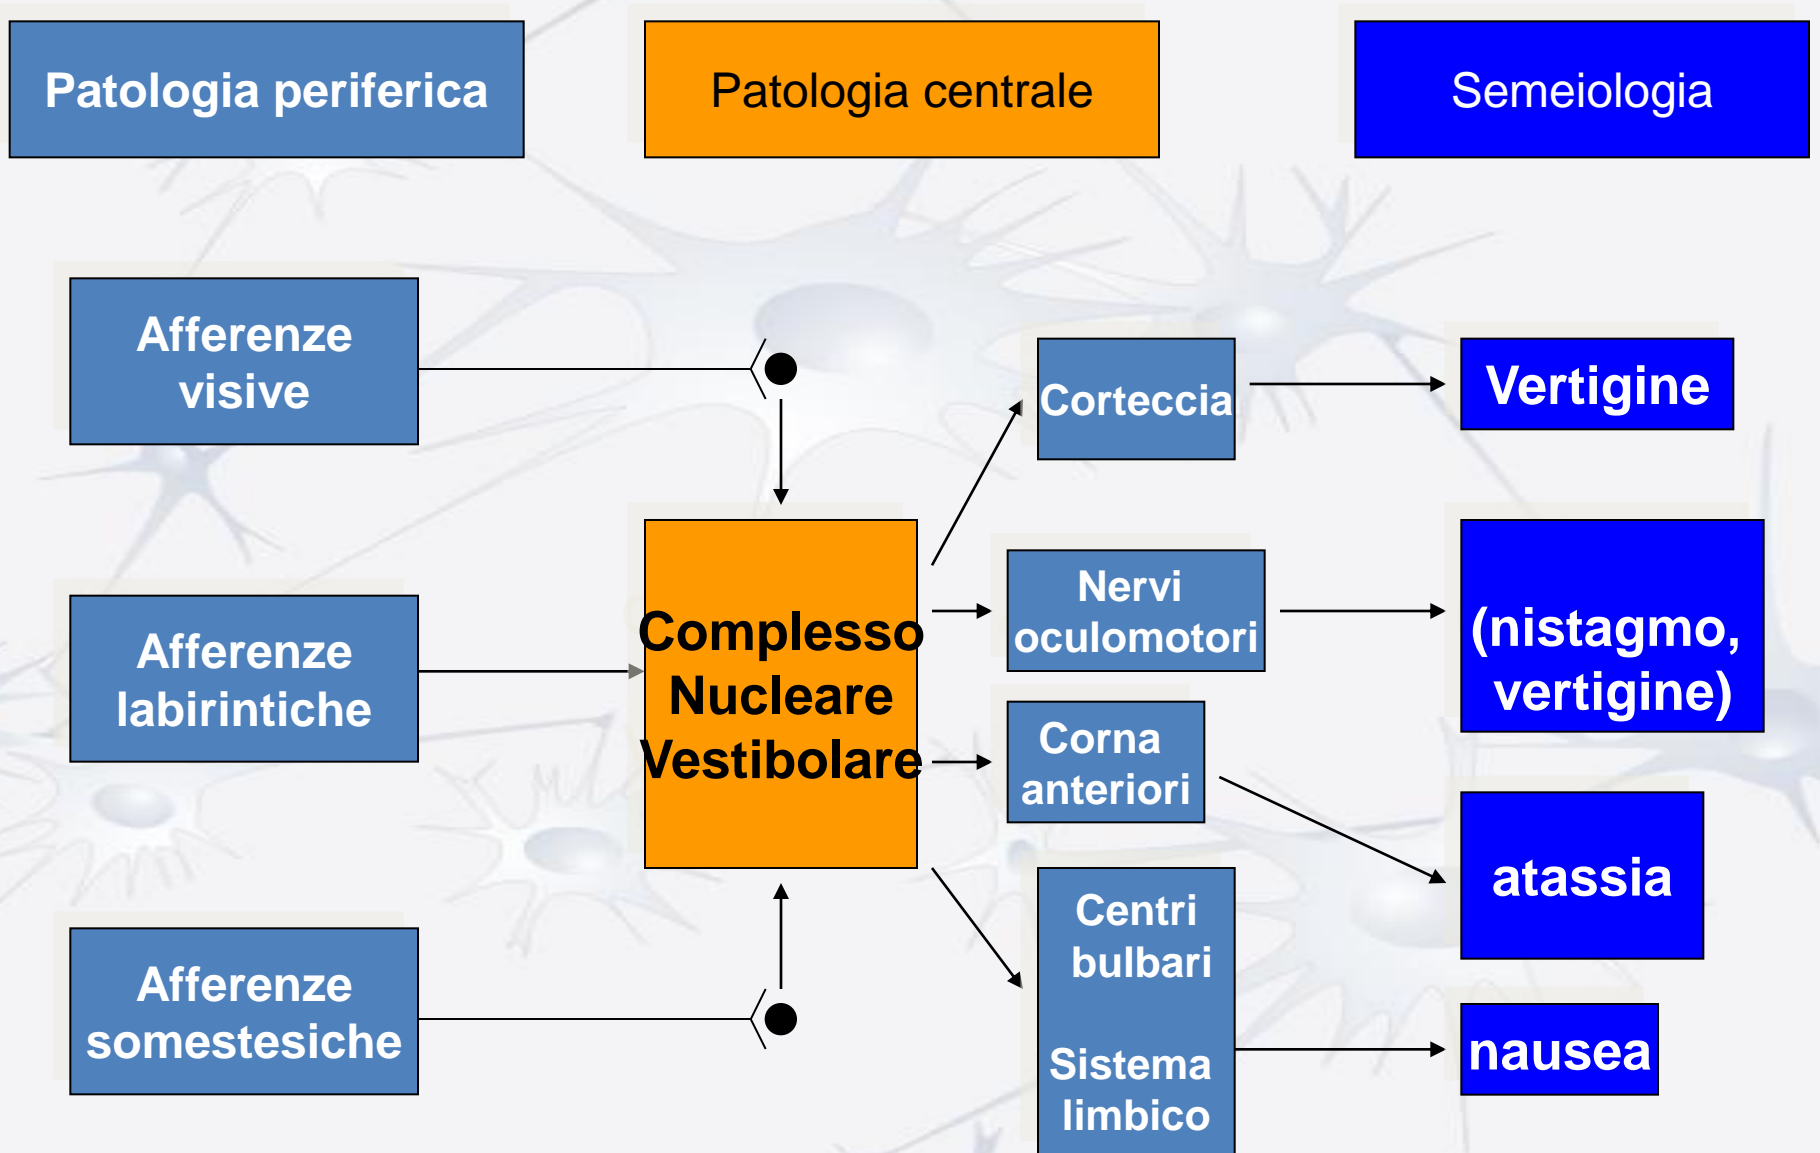 Patologia periferica
Patologia centrale
Semeiologia
Afferenze
visive
Afferenze
labirintiche
Afferenze
somestesiche
Complesso
Nucleare
Vestibolare
Corteccia
Nervi
oculomotori
Corna
anteriori
Centri
bulbari
Sistema
limbico
Vertigine
(nistagmo,
vertigine)
atassia
nausea